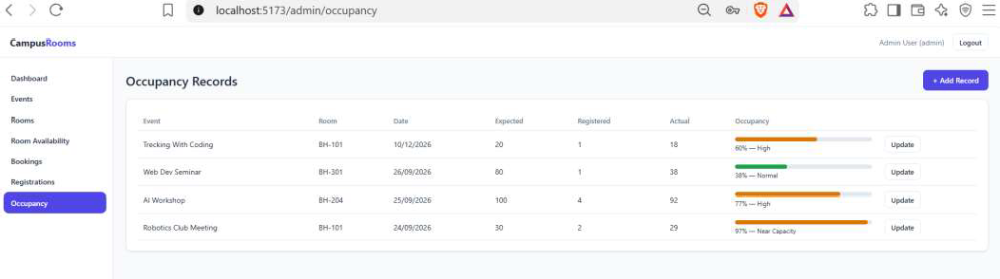 localhost:5173/admin/occupancy
CampusRooms
Admin User (admin) Logout
Dashboard
Events
Rooms
Room Availability
Bookings
Registrations
Occupancy
Occupancy Records
+ Add Record
Event Room Date Expected Registered Actual Occupancy
Trecking With Coding BH-101 10/12/2026 20 1 18 60% — High Update
Web Dev Seminar BH-301 26/09/2026 80 1 38 38% — Normal Update
AI Workshop BH-204 25/09/2026 100 4 92 77% — High Update
Robotics Club Meeting BH-101 24/09/2026 30 2 29 97% — Near Capacity Update